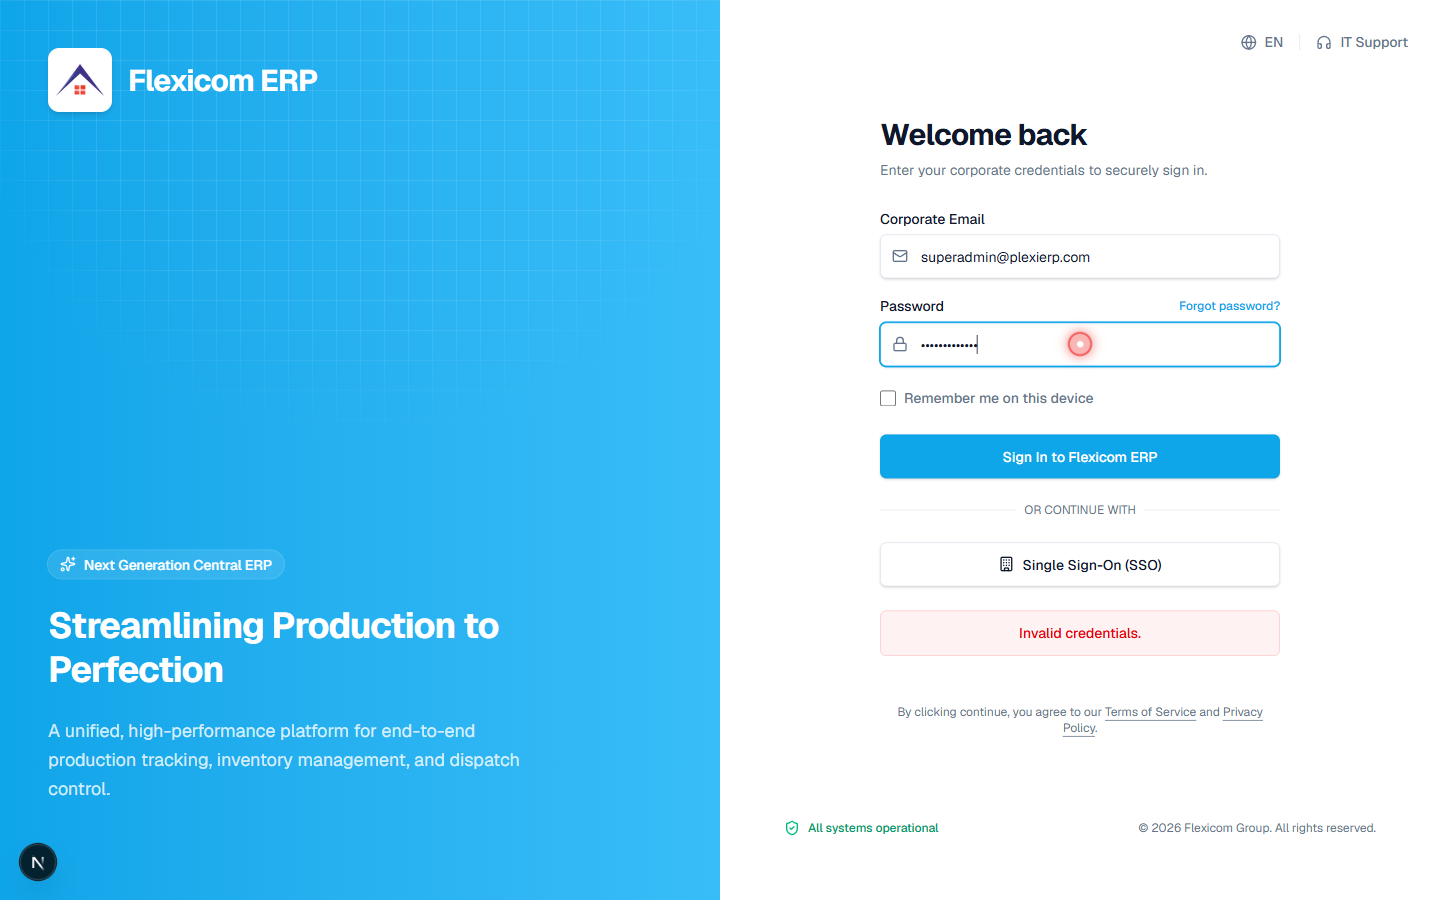 Flexicom ERP
Next Generation Central ERP
Streamlining Production to
Perfection
A unified, high-performance platform for end-to-end
production tracking, inventory management, and dispatch
control.
N
EN
IT Support
Welcome back
Enter your corporate credentials to securely sign in.
Corporate Email
superadmin@plexierp.com
Password
Forgot password?
•••••••••••••
Remember me on this device
Sign In to Flexicom ERP
OR CONTINUE WITH
Single Sign-On (SSO)
Invalid credentials.
By clicking continue, you agree to our Terms of Service and Privacy
Policy.
All systems operational
© 2026 Flexicom Group. All rights reserved.